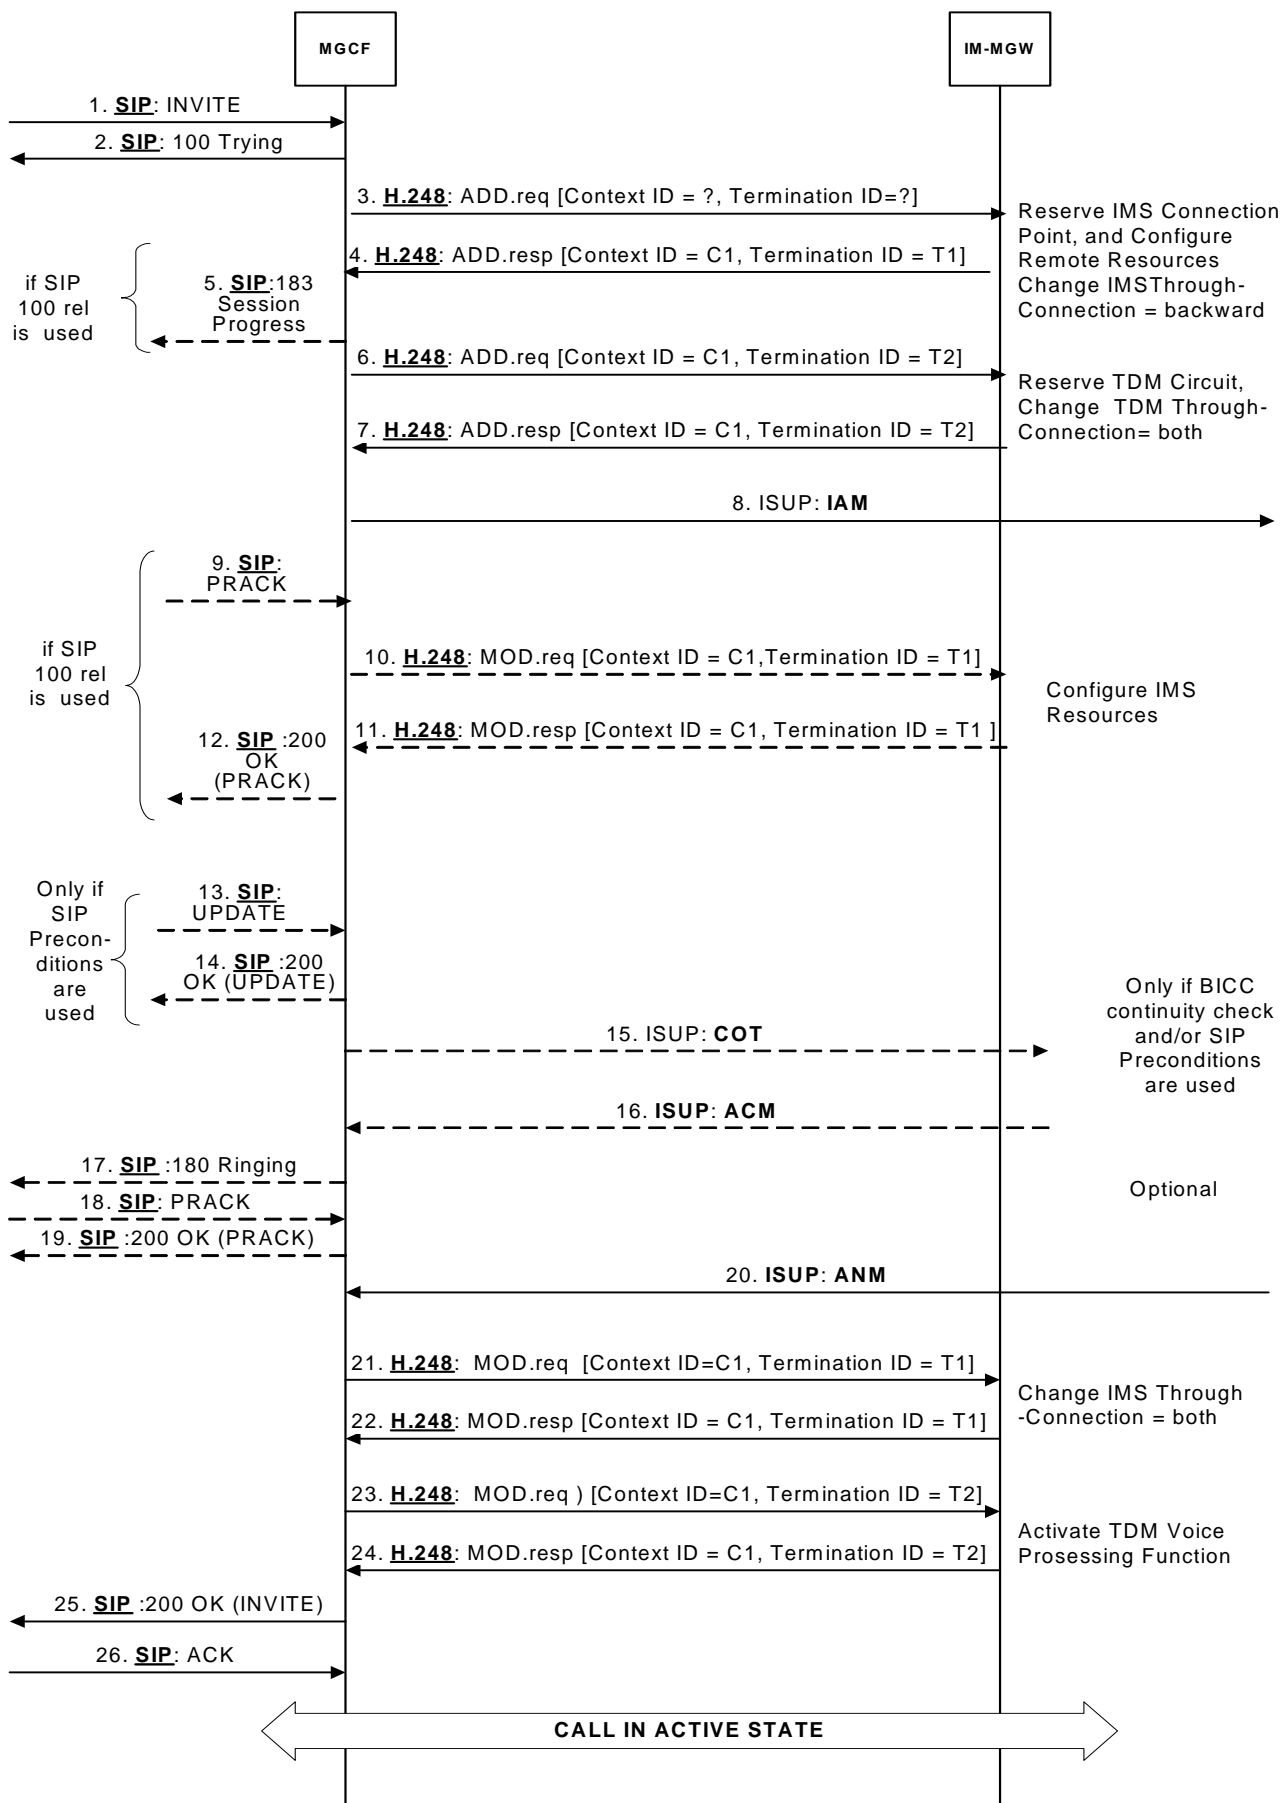 MGCF
IM-MGW
1. SIP: INVITE
2. SIP: 100 Trying
3. H.248: ADD.req [Context ID = ?, Termination ID=?]
Reserve IMS Connection
Point, and Configure
Remote Resources
Change IMSThrough-
Connection = backward
4. H.248: ADD.resp [Context ID = C1, Termination ID = T1]
if SIP
100 rel
is used
5. SIP:183
Session
Progress
6. H.248: ADD.req [Context ID = C1, Termination ID = T2]
Reserve TDM Circuit,
Change TDM Through-
Connection= both
7. H.248: ADD.resp [Context ID = C1, Termination ID = T2]
8. ISUP: IAM
if SIP
100 rel
is used
9. SIP:
PRACK
10. H.248: MOD.req [Context ID = C1,Termination ID = T1]
Configure IMS
Resources
11. H.248: MOD.resp [Context ID = C1, Termination ID = T1 ]
12. SIP :200
OK
(PRACK)
Only if
SIP
Precon-
ditions
are
used
13. SIP:
UPDATE
14. SIP :200
OK (UPDATE)
15. ISUP: COT
Only if BICC
continuity check
and/or SIP
Preconditions
are used
16. ISUP: ACM
17. SIP :180 Ringing
18. SIP: PRACK
19. SIP :200 OK (PRACK)
Optional
20. ISUP: ANM
21. H.248: MOD.req [Context ID=C1, Termination ID = T1]
Change IMS Through
-Connection = both
22. H.248: MOD.resp [Context ID = C1, Termination ID = T1]
23. H.248: MOD.req ) [Context ID=C1, Termination ID = T2]
Activate TDM Voice
Prosessing Function
24. H.248: MOD.resp [Context ID = C1, Termination ID = T2]
25. SIP :200 OK (INVITE)
26. SIP: ACK
CALL IN ACTIVE STATE